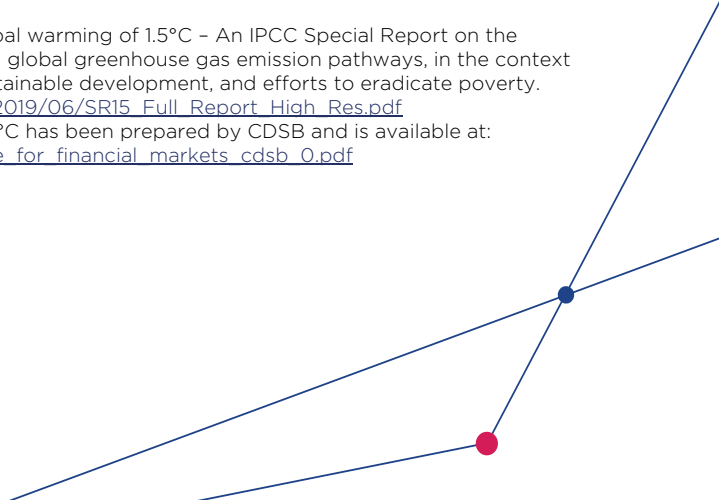 bal warming of 1.5°C – An IPCC Special Report on the
global greenhouse gas emission pathways, in the context
tainable development, and efforts to eradicate poverty.
2019/06/SR15_Full_Report_High_Res.pdf
°C has been prepared by CDSB and is available at:
e_for_financial_markets_cdsb_0.pdf